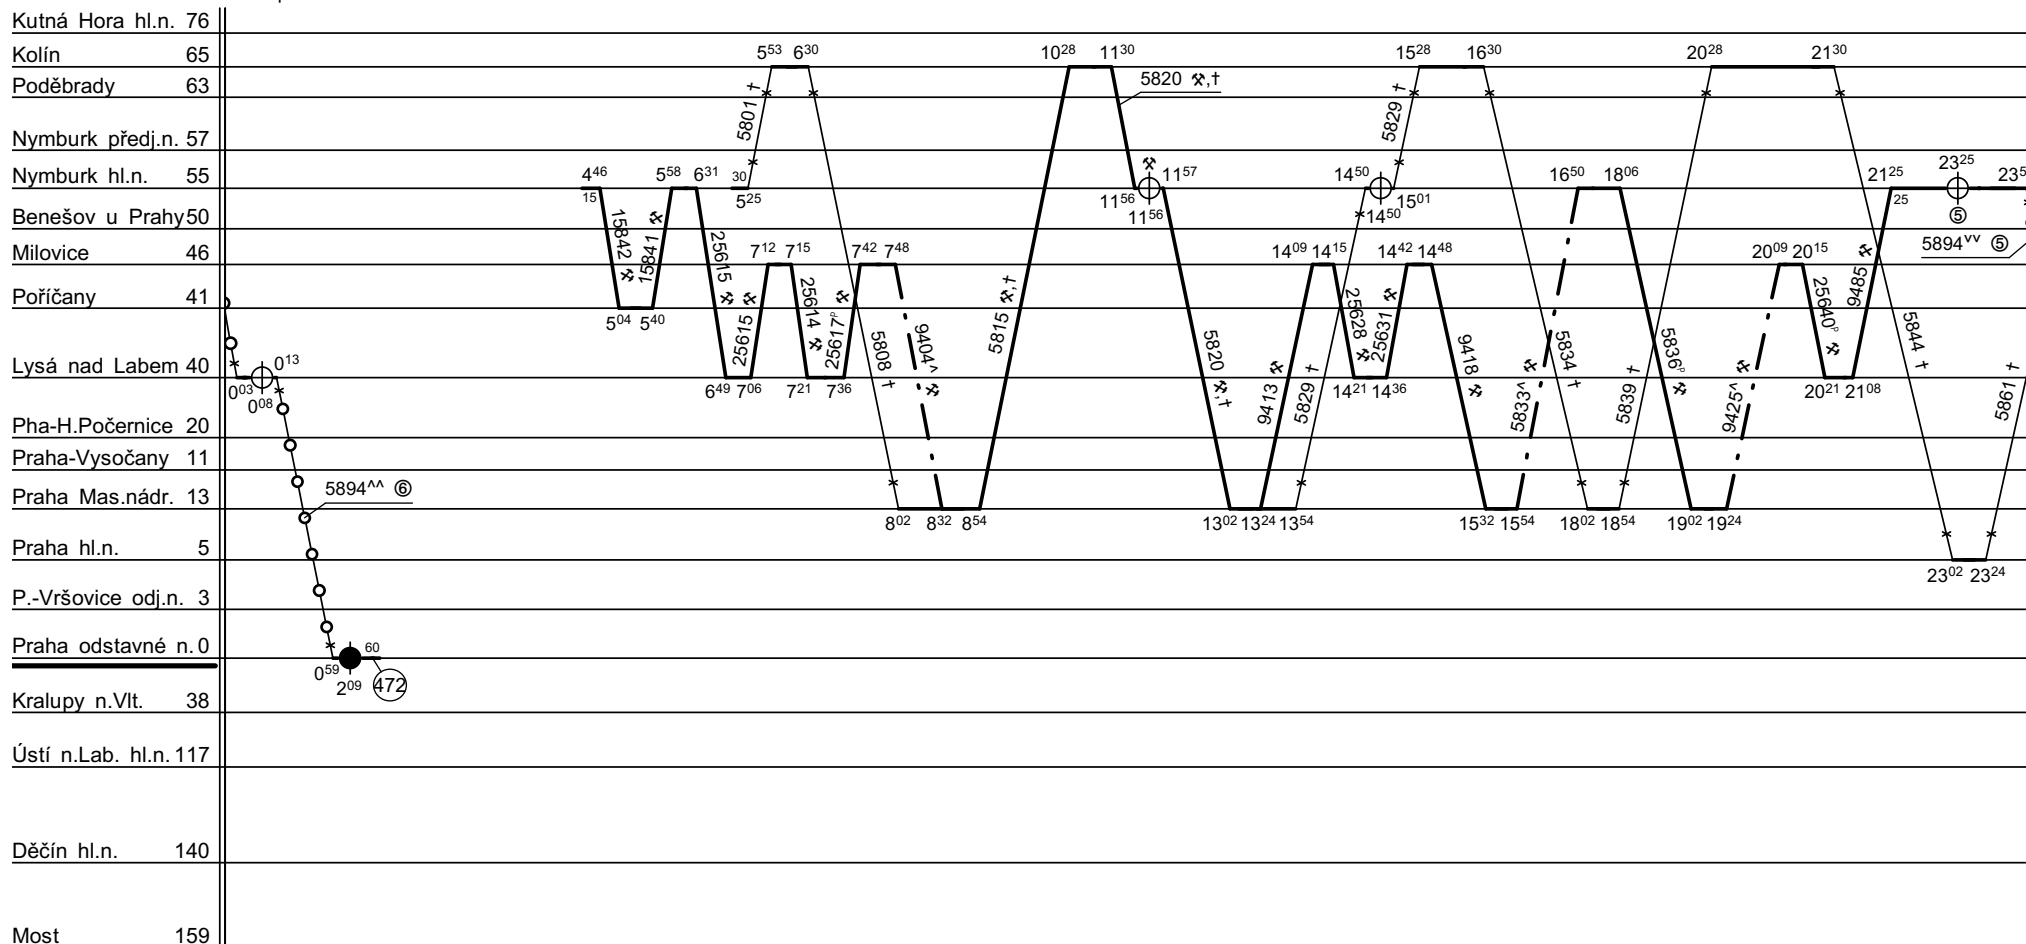 Kutná Hora hl.n. 76
Kolín 65
5⁵³ 6³⁰ 10²⁸ 11³⁰ 15²⁸ 16³⁰ 20²⁸ 21³⁰
Poděbrady 63
5801 † 5820 ⚒,† 5829 †
Nymburk předj.n. 57
Nymburk hl.n. 55
4⁴⁶ 15 5⁵⁸ 6³¹ 30 5²⁵ 11⁵⁶ ⚒ 11⁵⁶ 11⁵⁷ 14⁵⁰ 14⁵⁰ 15⁰¹ 16⁵⁰ 18⁰⁶ 21²⁵ 25 23²⁵ ⑤
Benešov u Prahy 50
15842 ⚒ 15841 ⚒ 5894ᵛᵛ ⑤
Milovice 46
7¹² 7¹⁵ 7⁴² 7⁴⁸ 14⁰⁹ 14¹⁵ 14⁴² 14⁴⁸ 20⁰⁹ 20¹⁵
25615 ⚒ 5815 ⚒,† 9485 ⚒
Poříčany 41
5⁰⁴ 5⁴⁰
25615 ⚒ 25614 ⚒ 25617ᵖ ⚒ 5808 † 9404^ ⚒ 5820 ⚒,† 9413 ⚒ 5829 † 25628 ⚒ 25631 ⚒ 9418 ⚒ 5833^ ⚒ 5834 † 5839 † 5836ᵖ ⚒ 9425^ ⚒ 25640ᵖ ⚒ 5844 † 5861 †
Lysá nad Labem 40
0⁰³ 0⁰⁸ 0¹³ 6⁴⁹ 7⁰⁶ 7²¹ 7³⁶ 14²¹ 14³⁶ 20²¹ 21⁰⁸
Pha-H.Počernice 20
Praha-Vysočany 11
5894^^ ⑥
Praha Mas.nádr. 13
8⁰² 8³² 8⁵⁴ 13⁰² 13²⁴ 13⁵⁴ 15³² 15⁵⁴ 18⁰² 18⁵⁴ 19⁰² 19²⁴
Praha hl.n. 5
23⁰² 23²⁴
P.-Vršovice odj.n. 3
Praha odstavné n. 0
0⁵⁹ 2⁰⁹ 60 472
Kralupy n.Vlt. 38
Ústí n.Lab. hl.n. 117
Děčín hl.n. 140
Most 159